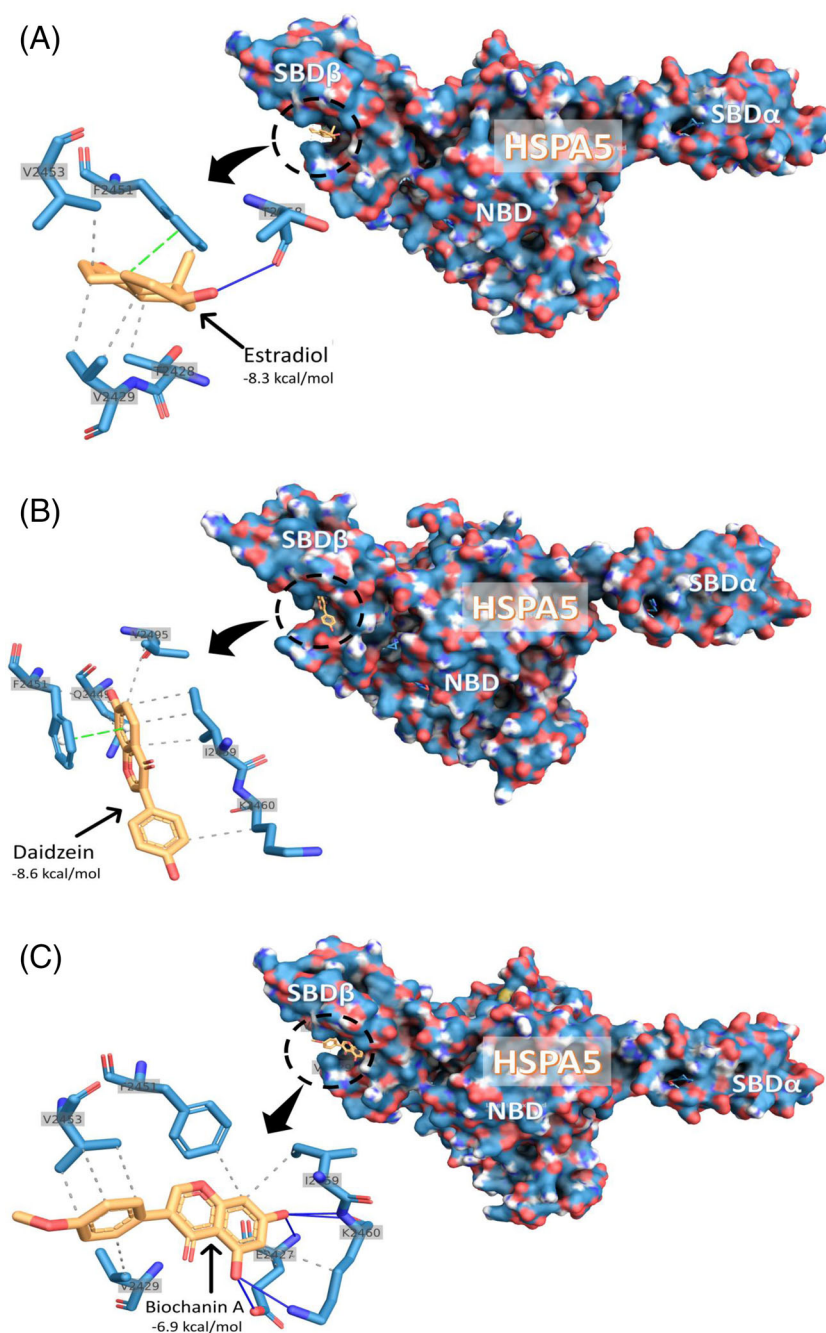 (A)
SBDβ
SBDα
HSPA5
NBD
V2453
F2451
Estradiol
-8.3 kcal/mol
T2428
V2429
(B)
SBDβ
SBDα
HSPA5
NBD
V2495
F2451
Q2449
I2459
K2460
Daidzein
-8.6 kcal/mol
(C)
SBDβ
HSPA5
SBDα
NBD
F2451
V2453
I2459
K2460
E2427
V2429
Biochanin A
-6.9 kcal/mol